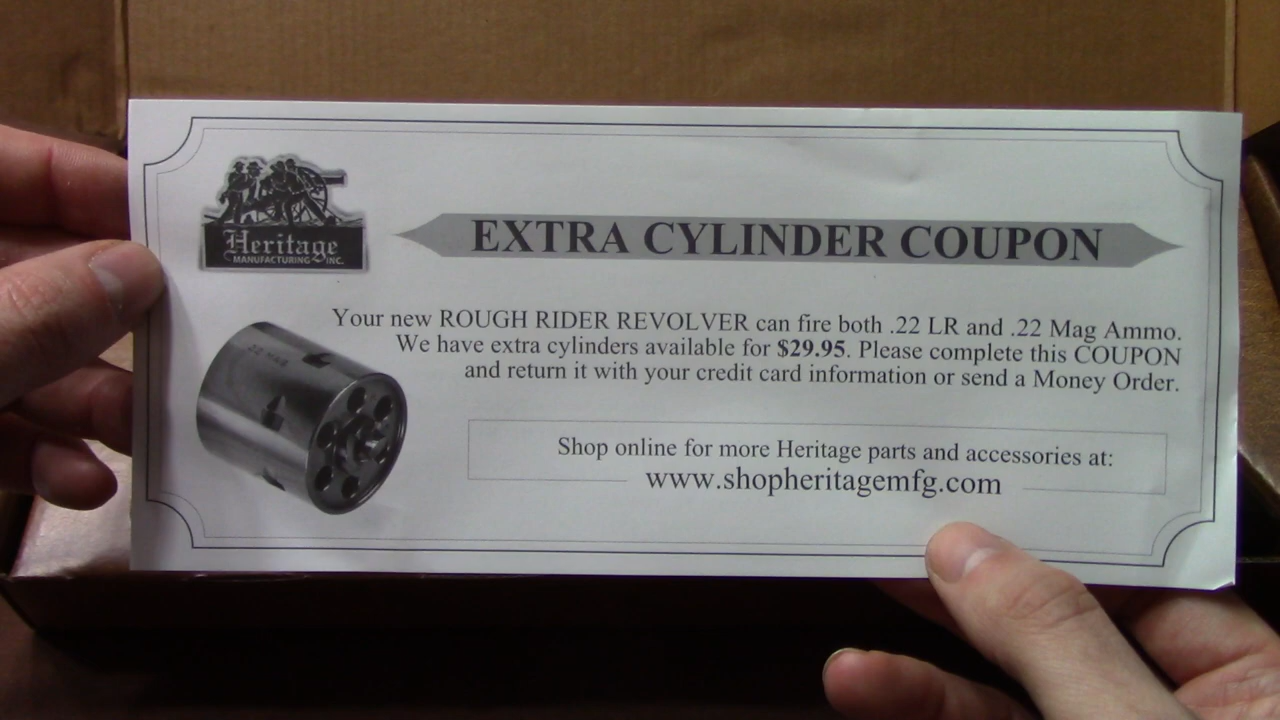 Heritage
MANUFACTURING INC.
EXTRA CYLINDER COUPON
Your new ROUGH RIDER REVOLVER can fire both .22 LR and .22 Mag Ammo.
We have extra cylinders available for $29.95. Please complete this COUPON
and return it with your credit card information or send a Money Order.
.22 MAG
Shop online for more Heritage parts and accessories at:
www.shopheritagemfg.com